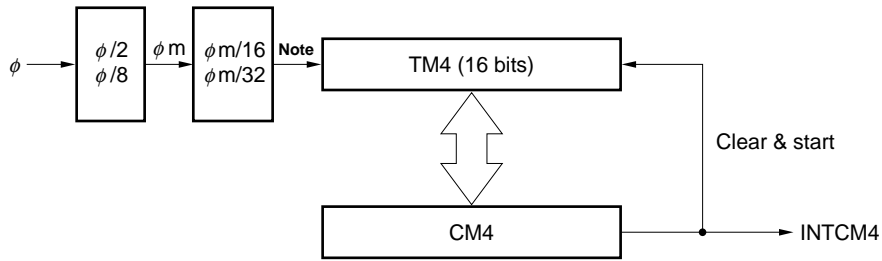 φ
φ/2
φ/8
φm
φm/16
φm/32
Note
TM4 (16 bits)
Clear & start
CM4
INTCM4